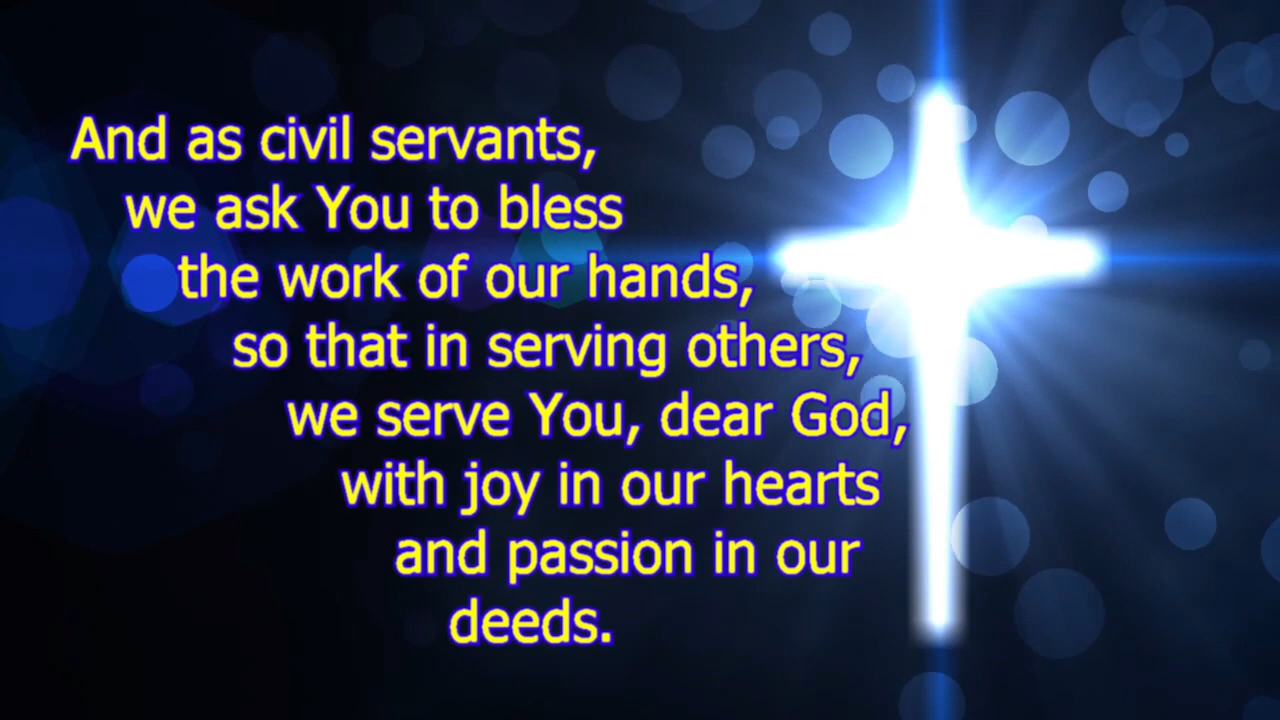 And as civil servants,
we ask You to bless
the work of our hands,
so that in serving others,
we serve You, dear God,
with joy in our hearts
and passion in our
deeds.